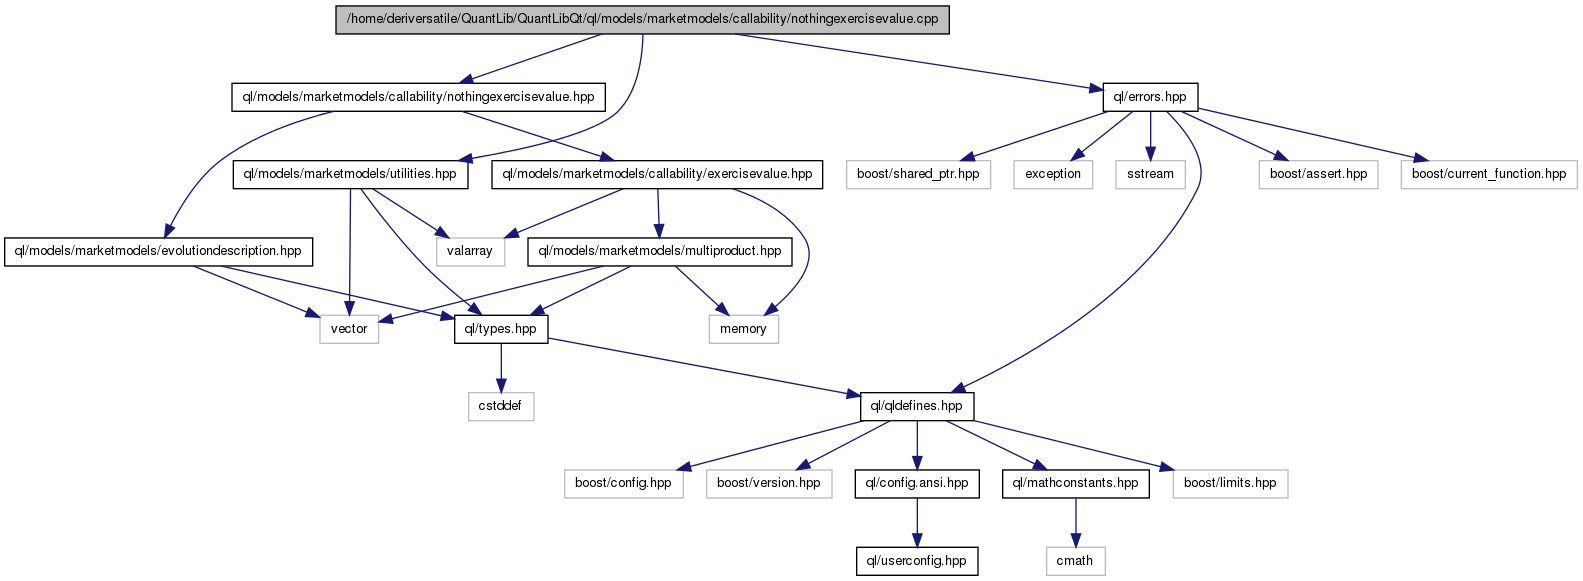 /home/deriversatile/QuantLib/QuantLibQt/ql/models/marketmodels/callability/nothingexercisevalue.cpp
ql/models/marketmodels/callability/nothingexercisevalue.hpp
ql/errors.hpp
ql/models/marketmodels/utilities.hpp
ql/models/marketmodels/callability/exercisevalue.hpp
boost/shared_ptr.hpp
exception
sstream
boost/assert.hpp
boost/current_function.hpp
ql/models/marketmodels/evolutiondescription.hpp
valarray
ql/models/marketmodels/multiproduct.hpp
vector
ql/types.hpp
memory
cstddef
ql/qldefines.hpp
boost/config.hpp
boost/version.hpp
ql/config.ansi.hpp
ql/mathconstants.hpp
boost/limits.hpp
ql/userconfig.hpp
cmath